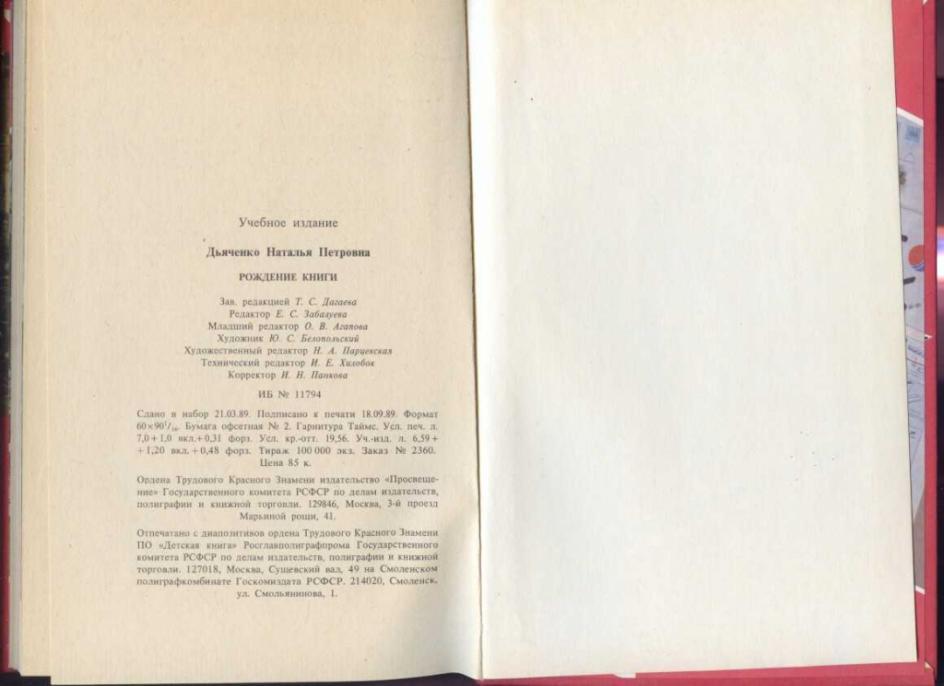 Учебное издание
Дьяченко Наталья Петровна
РОЖДЕНИЕ КНИГИ
Зав. редакцией Т. С. Дагаева
Редактор Е. С. Забалуева
Младший редактор О. В. Агапова
Художник Ю. С. Белопольский
Художественный редактор Н. А. Парцевская
Технический редактор И. Е. Хилобок
Корректор И. Н. Панкова
ИБ № 11794
Сдано в набор 21.03.89. Подписано к печати 18.09.89. Формат
60×90¹/₁₆. Бумага офсетная № 2. Гарнитура Таймс. Усл. печ. л.
7,0+1,0 вкл.+0,31 форз. Усл. кр.-отт. 19,56. Уч.-изд. л. 6,59+
+1,20 вкл.+0,48 форз. Тираж 100 000 экз. Заказ № 2360.
Цена 85 к.
Ордена Трудового Красного Знамени издательство «Просвеще-
ние» Государственного комитета РСФСР по делам издательств,
полиграфии и книжной торговли. 129846, Москва, 3-й проезд
Марьиной рощи, 41.
Отпечатано с диапозитивов ордена Трудового Красного Знамени
ПО «Детская книга» Росглавполиграфпрома Государственного
комитета РСФСР по делам издательств, полиграфии и книжной
торговли. 127018, Москва, Сущевский вал, 49 на Смоленском
полиграфкомбинате Госкомиздата РСФСР. 214020, Смоленск,
ул. Смольянинова, 1.